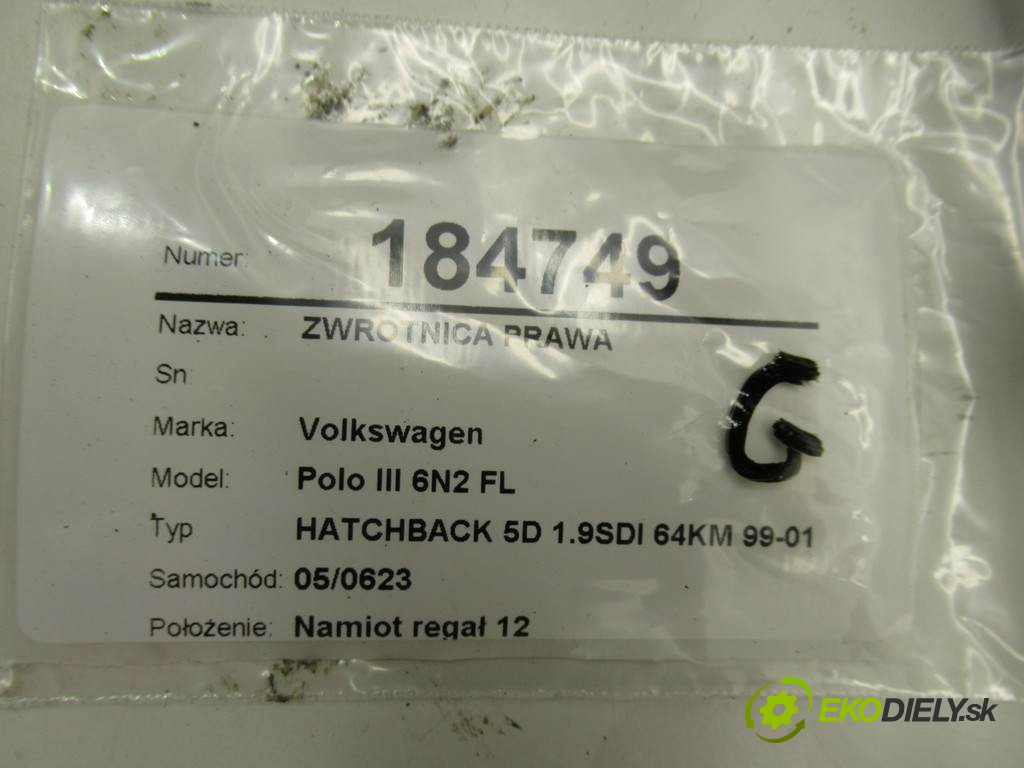 Numer: 184749
Nazwa: ZWROTNICA PRAWA
Sn
Marka: Volkswagen
G
Model: Polo III 6N2 FL
Typ HATCHBACK 5D 1.9SDI 64KM 99-01
Samochód: 05/0623
Położenie: Namiot regał 12
EKODIELY.sk